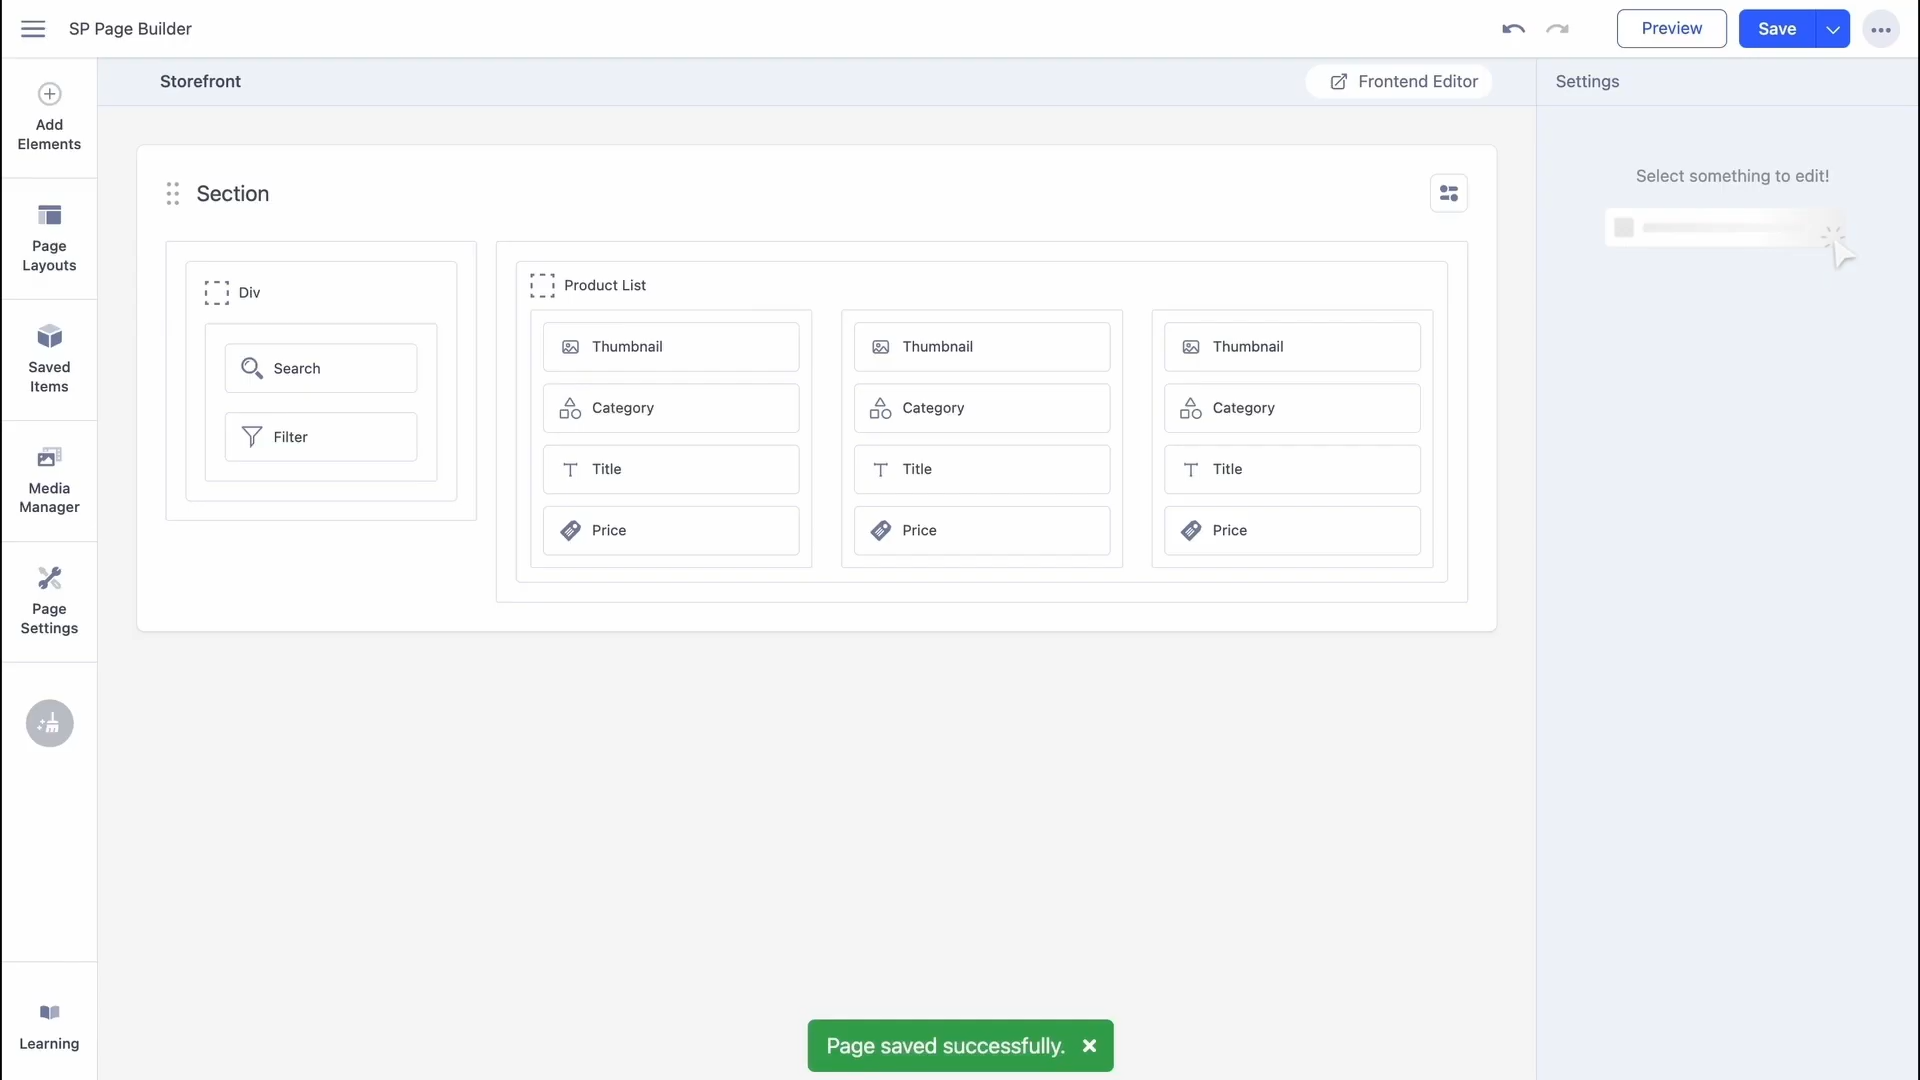 SP Page Builder
Preview
Save
Storefront
Frontend Editor
Settings
Add
Elements
Page
Layouts
Saved
Items
Media
Manager
Page
Settings
Learning
Section
Div
Search
Filter
Product List
Thumbnail
Category
Title
Price
Thumbnail
Category
Title
Price
Thumbnail
Category
Title
Price
Select something to edit!
Page saved successfully.